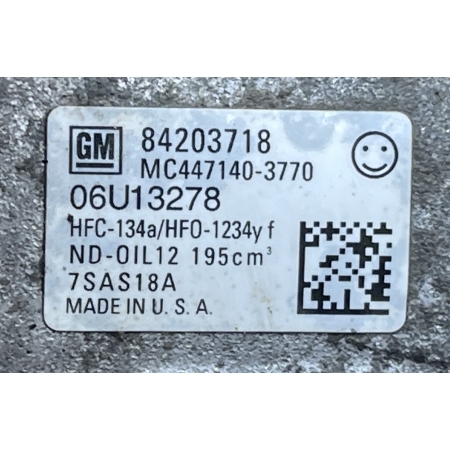 GM 84203718
MC447140-3770
06U13278
HFC-134a/HFO-1234yf
ND-OIL12 195cm³
7SAS18A
MADE IN U.S.A.